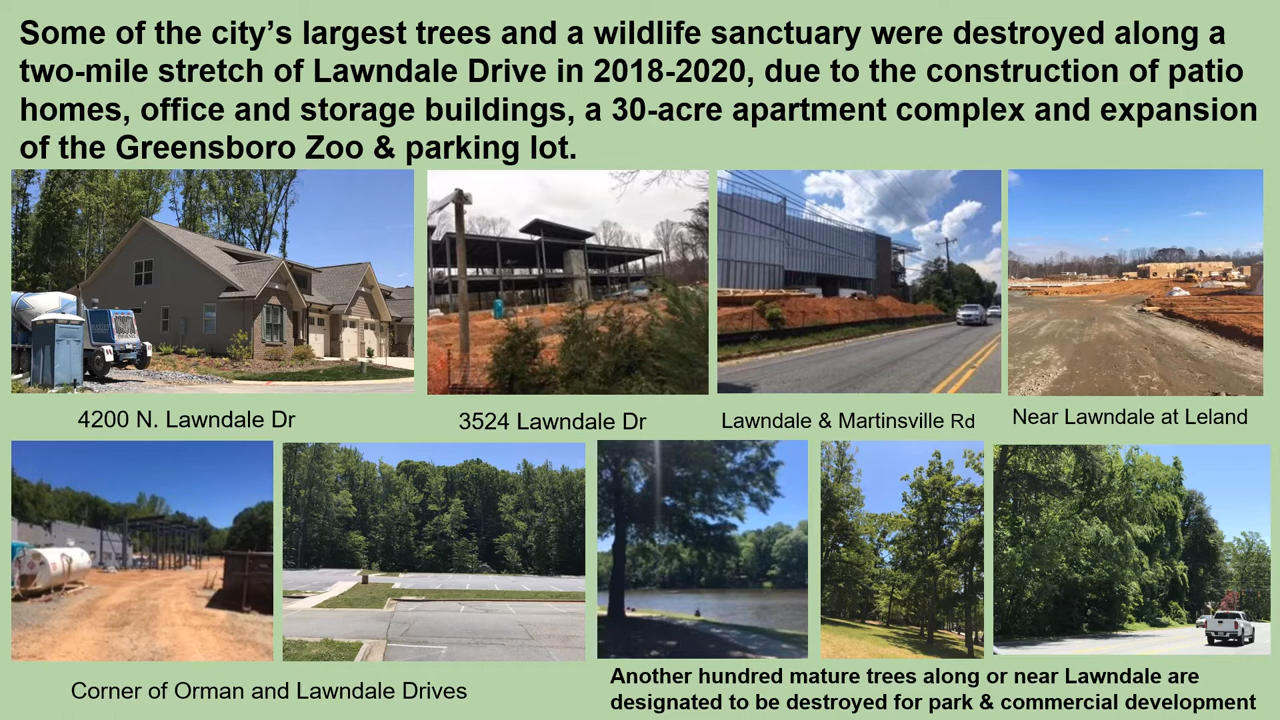 Some of the city's largest trees and a wildlife sanctuary were destroyed along a
two-mile stretch of Lawndale Drive in 2018-2020, due to the construction of patio
homes, office and storage buildings, a 30-acre apartment complex and expansion
of the Greensboro Zoo & parking lot.
4200 N. Lawndale Dr
3524 Lawndale Dr
Lawndale & Martinsville Rd
Near Lawndale at Leland
Corner of Orman and Lawndale Drives
Another hundred mature trees along or near Lawndale are
designated to be destroyed for park & commercial development